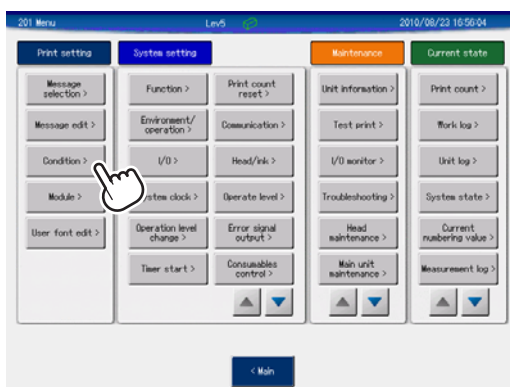 201 Menu
Lev5
2010/08/23 16:56:04
Print setting
System setting
Maintenance
Current state
Message
selection >
Message edit >
Condition >
Module >
User font edit >
Function >
Environment/
operation >
I/O >
System clock >
Operation level
change >
Timer start >
Print count
reset >
Communication >
Head/ink >
Operate level >
Error signal
output >
Consumables
control >
Unit information >
Test print >
I/O monitor >
Troubleshooting >
Head
maintenance >
Main unit
maintenance >
Print count >
Work log >
Unit log >
System state >
Current
numbering value >
Measurement log >
< Main